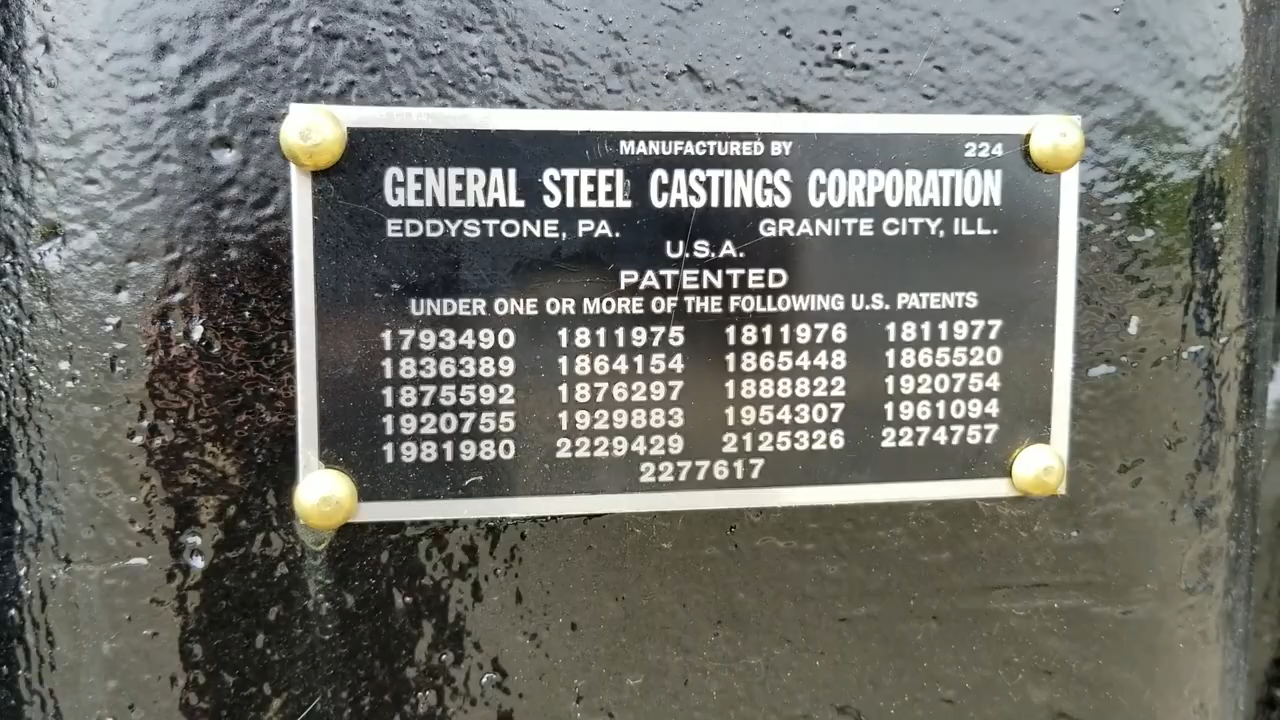 MANUFACTURED BY 224
GENERAL STEEL CASTINGS CORPORATION
EDDYSTONE, PA. GRANITE CITY, ILL.
U.S.A.
PATENTED
UNDER ONE OR MORE OF THE FOLLOWING U.S. PATENTS
1793490 1811975 1811976 1811977
1836389 1864154 1865448 1865520
1875592 1876297 1888822 1920754
1920755 1929883 1954307 1961094
1981980 2229429 2125326 2274757
2277617